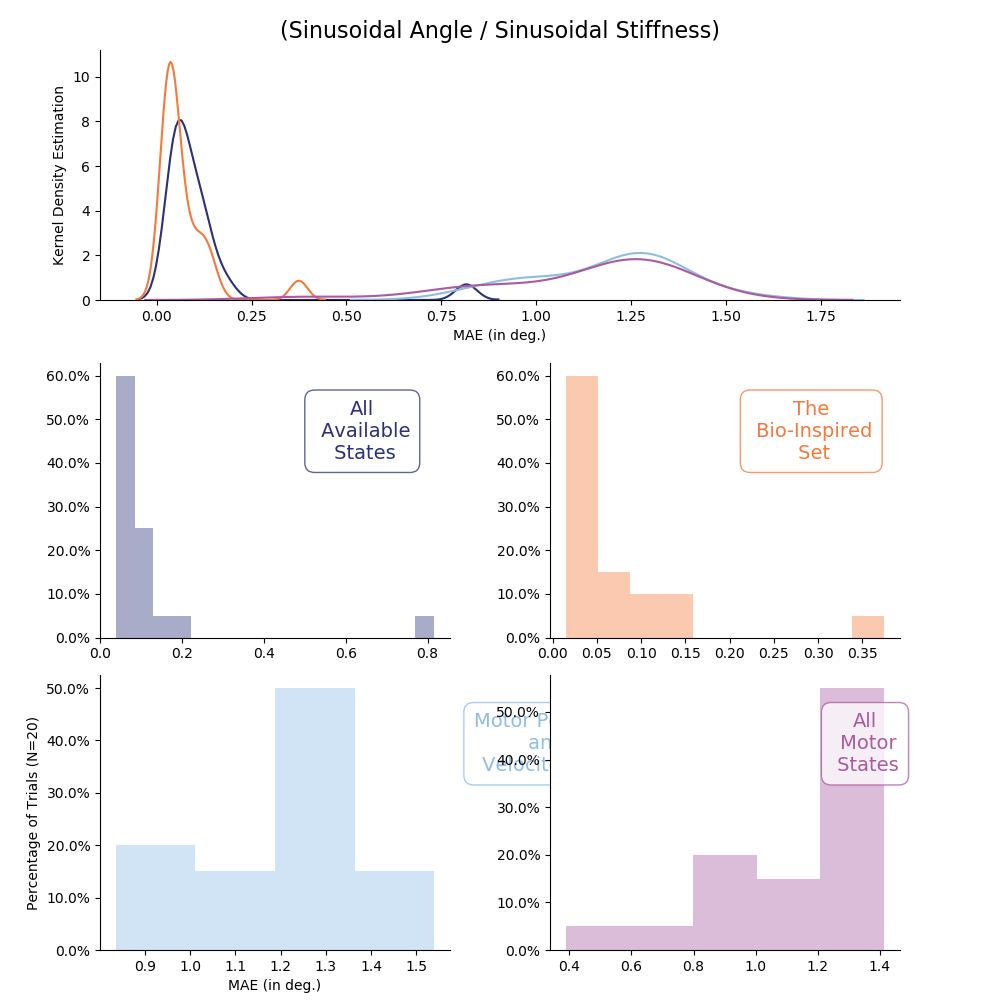 (Sinusoidal Angle / Sinusoidal Stiffness)
Kernel Density Estimation
10
8
6
4
2
0
0.00 0.25 0.50 0.75 1.00 1.25 1.50 1.75
MAE (in deg.)
60.0%
50.0%
40.0%
30.0%
20.0%
10.0%
0.0%
0.0 0.2 0.4 0.6 0.8
All
Available
States
60.0%
50.0%
40.0%
30.0%
20.0%
10.0%
0.0%
0.00 0.05 0.10 0.15 0.20 0.25 0.30 0.35
The
Bio-Inspired
Set
Percentage of Trials (N=20)
50.0%
40.0%
30.0%
20.0%
10.0%
0.0%
0.9 1.0 1.1 1.2 1.3 1.4 1.5
MAE (in deg.)
Motor
50.0%
40.0%
30.0%
20.0%
10.0%
0.0%
0.4 0.6 0.8 1.0 1.2 1.4
All
Motor
States